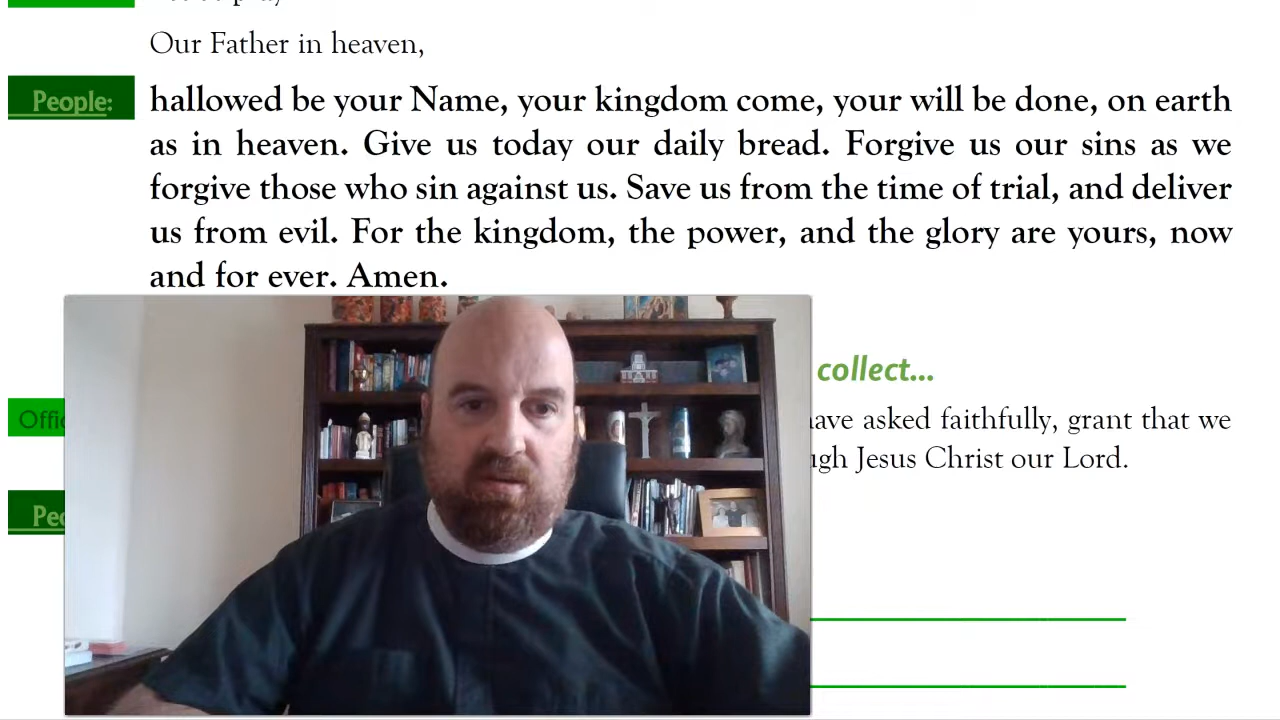 Our Father in heaven,
People:
hallowed be your Name, your kingdom come, your will be done, on earth
as in heaven. Give us today our daily bread. Forgive us our sins as we
forgive those who sin against us. Save us from the time of trial, and deliver
us from evil. For the kingdom, the power, and the glory are yours, now
and for ever. Amen.
collect...
have asked faithfully, grant that we
Jesus Christ our Lord.